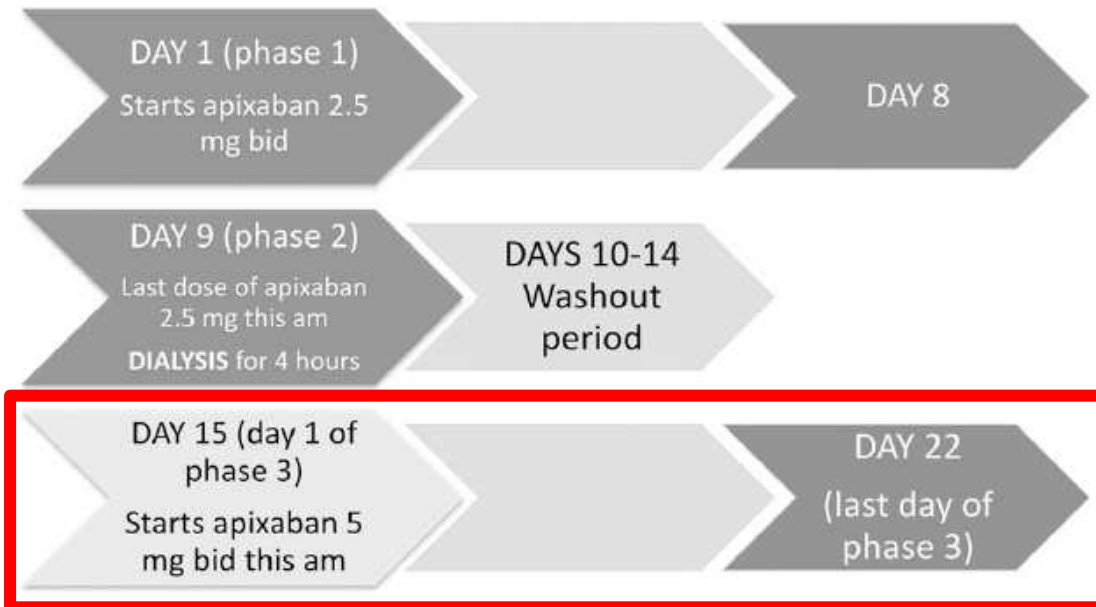 DAY 1 (phase 1)
Starts apixaban 2.5
mg bid
DAY 8
DAY 9 (phase 2)
Last dose of apixaban
2.5 mg this am
DIALYSIS for 4 hours
DAYS 10-14
Washout
period
DAY 15 (day 1 of
phase 3)
Starts apixaban 5
mg bid this am
DAY 22
(last day of
phase 3)